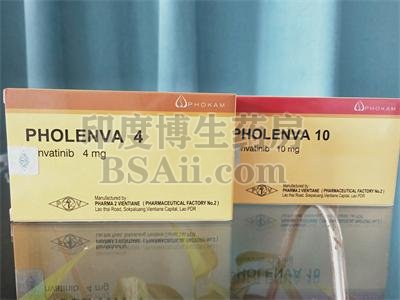 PHOKAM
PHOLENVA 4
nvatinib 4 mg
Manufactured by
PHARMA 2 VIENTIANE ( PHARMACEUTICAL FACTORY No.2 )
Lao thai Road, Sokpaluang Vientiane Capital, Lao PDR
PHOKAM
PHOLENVA 10
nvatinib 10 mg
Manufactured by
PHARMA 2 VIENTIANE ( PHARMACEUTICAL FACTORY No.2 )
Lao thai Road, Sokpaluang Vientiane Capital, Lao PDR
印度博生药房
BSAii.com